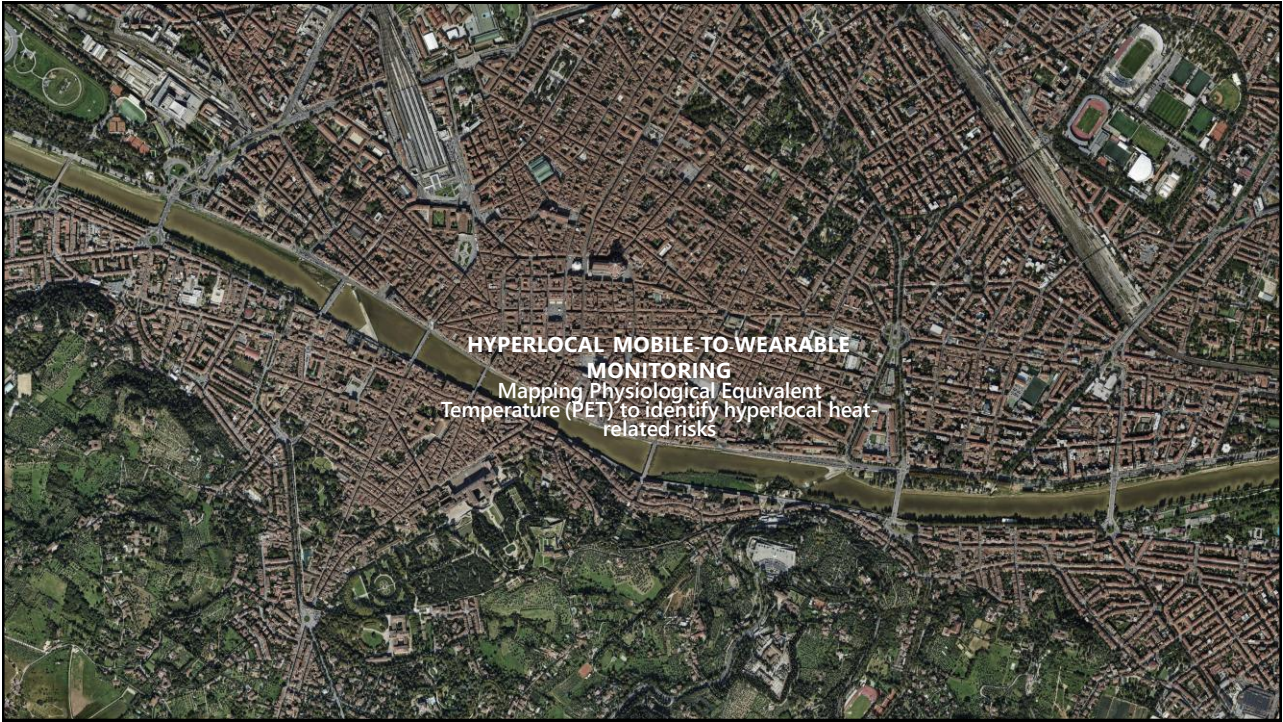 HYPERLOCAL MOBILE TO WEARABLE
MONITORING
Mapping Physiological Equivalent
Temperature (PET) to identify hyperlocal heat-
related risks